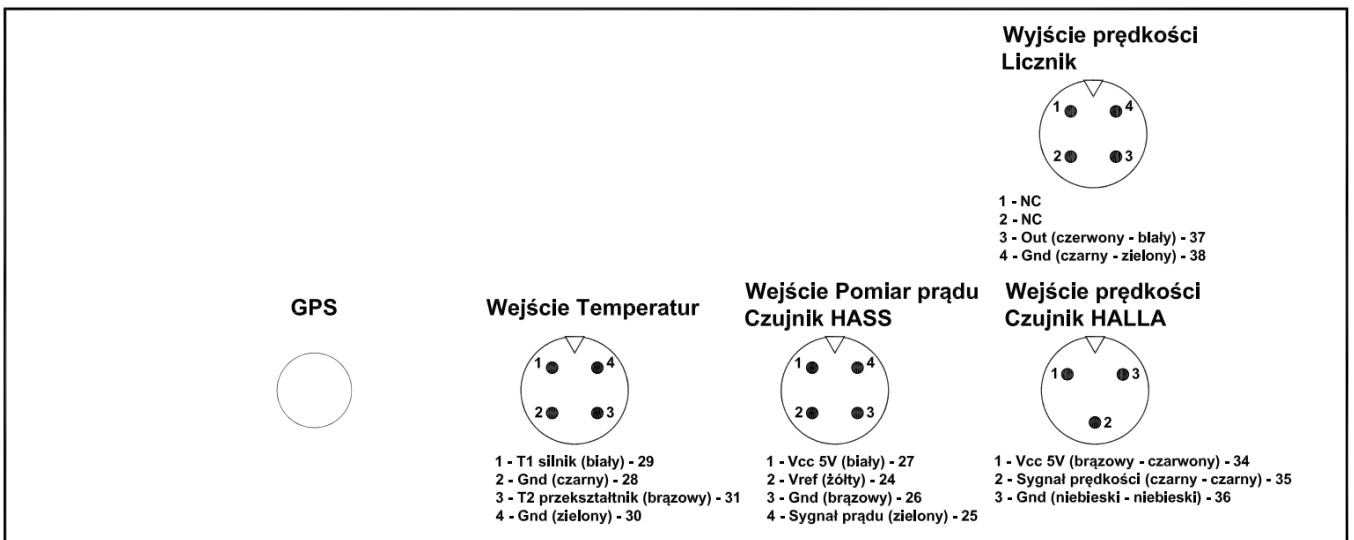 Wyjście prędkości
Licznik
1 4
2 3
1 - NC
2 - NC
3 - Out (czerwony - biały) - 37
4 - Gnd (czarny - zielony) - 38
GPS
Wejście Temperatur
1 4
2 3
1 - T1 silnik (biały) - 29
2 - Gnd (czarny) - 28
3 - T2 przekształtnik (brązowy) - 31
4 - Gnd (zielony) - 30
Wejście Pomiar prądu
Czujnik HASS
1 4
2 3
1 - Vcc 5V (biały) - 27
2 - Vref (żółty) - 24
3 - Gnd (brązowy) - 26
4 - Sygnał prądu (zielony) - 25
Wejście prędkości
Czujnik HALLA
1 3
2
1 - Vcc 5V (brązowy - czarwony) - 34
2 - Sygnał prędkości (czarny - czarny) - 35
3 - Gnd (niebieski - niebieski) - 36